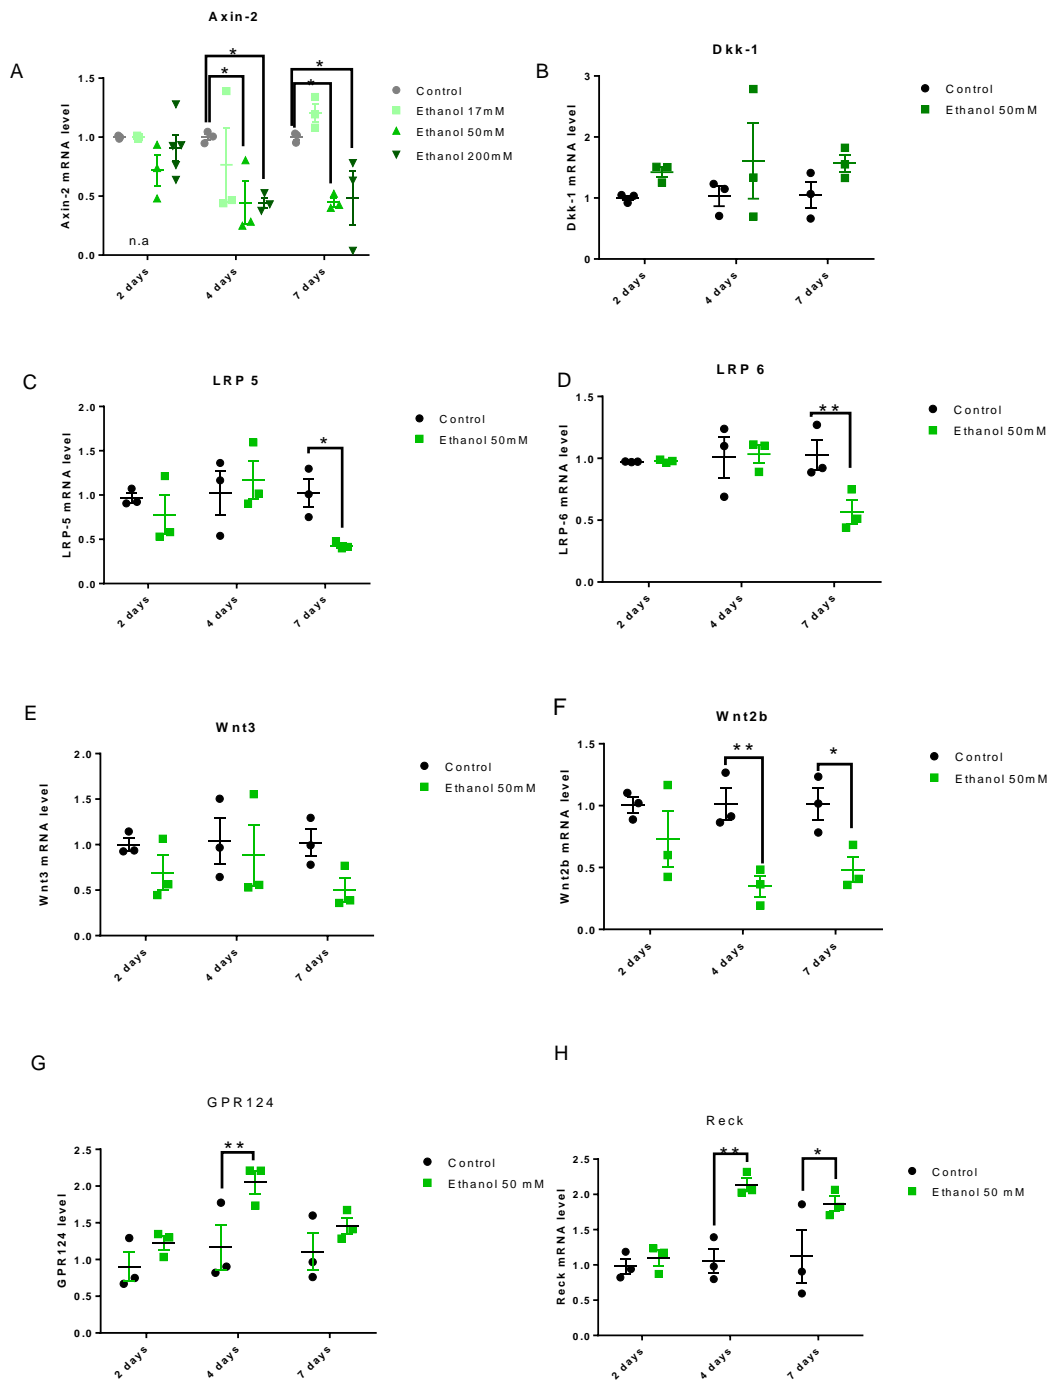 Axin-2
A
Axin-2 mRNA level
1.5
1.0
0.5
0.0
* * * *
n.a
2 days
4 days
7 days
Control
Ethanol 17mM
Ethanol 50mM
Ethanol 200mM
Dkk-1
B
Dkk-1 mRNA level
3
2
1
0
2 days
4 days
7 days
Control
Ethanol 50mM
C
LRP 5
LRP-5 mRNA level
2.0
1.5
1.0
0.5
0.0
*
2 days
4 days
7 days
Control
Ethanol 50mM
D
LRP 6
LRP-6 mRNA level
1.5
1.0
0.5
0.0
**
2 days
4 days
7 days
Control
Ethanol 50mM
E
Wnt3
Wnt3 mRNA level
2.0
1.5
1.0
0.5
0.0
2 days
4 days
7 days
Control
Ethanol 50mM
F
Wnt2b
Wnt2b mRNA level
1.5
1.0
0.5
0.0
**
*
2 days
4 days
7 days
Control
Ethanol 50mM
G
GPR124
GPR124 level
2.5
2.0
1.5
1.0
0.5
0.0
**
2 days
4 days
7 days
Control
Ethanol 50 mM
H
Reck
Reck mRNA level
2.5
2.0
1.5
1.0
0.5
0.0
**
*
2 days
4 days
7 days
Control
Ethanol 50 mM